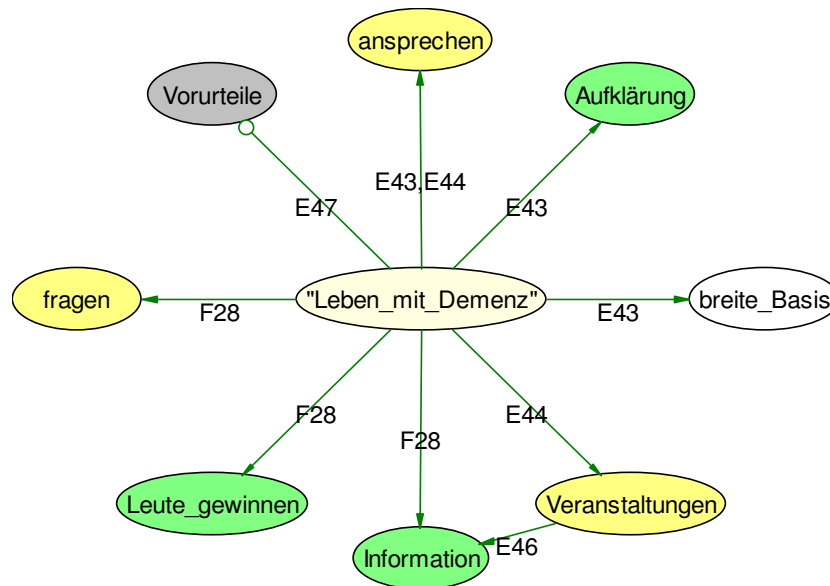 ansprechen
Vorurteile
Aufklärung
E43,E44
E47
E43
fragen
"Leben_mit_Demenz"
breite_Basis
F28
E43
F28
E44
F28
Leute_gewinnen
Veranstaltungen
E46
Information